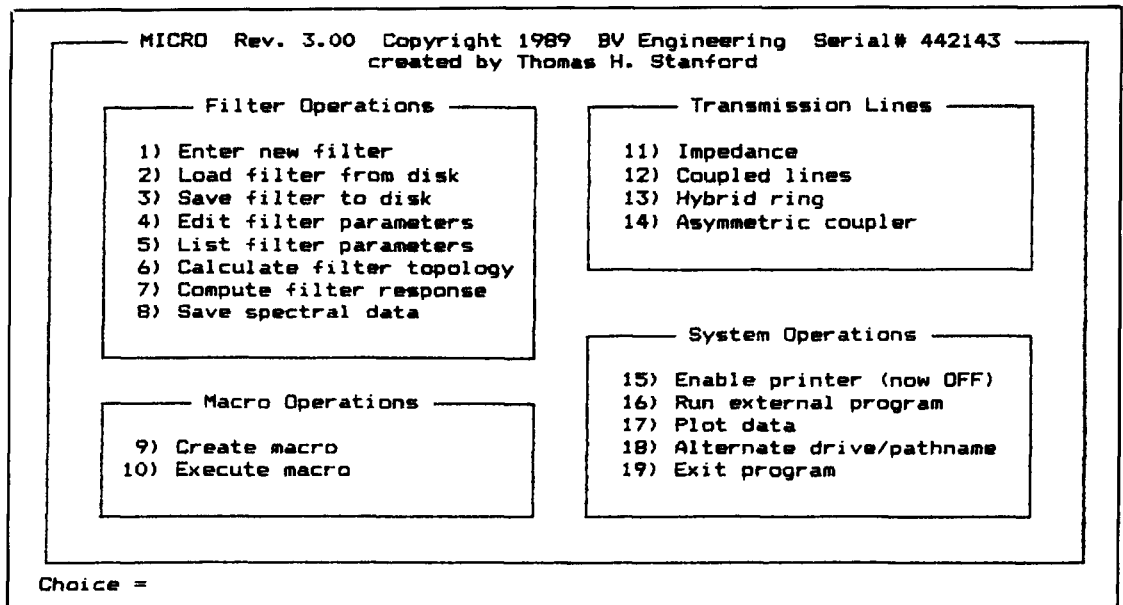 MICRO Rev. 3.00 Copyright 1989 BV Engineering Serial# 442143
created by Thomas H. Stanford
Filter Operations
1) Enter new filter
2) Load filter from disk
3) Save filter to disk
4) Edit filter parameters
5) List filter parameters
6) Calculate filter topology
7) Compute filter response
8) Save spectral data
Macro Operations
9) Create macro
10) Execute macro
Transmission Lines
11) Impedance
12) Coupled lines
13) Hybrid ring
14) Asymmetric coupler
System Operations
15) Enable printer (now OFF)
16) Run external program
17) Plot data
18) Alternate drive/pathname
19) Exit program
Choice =